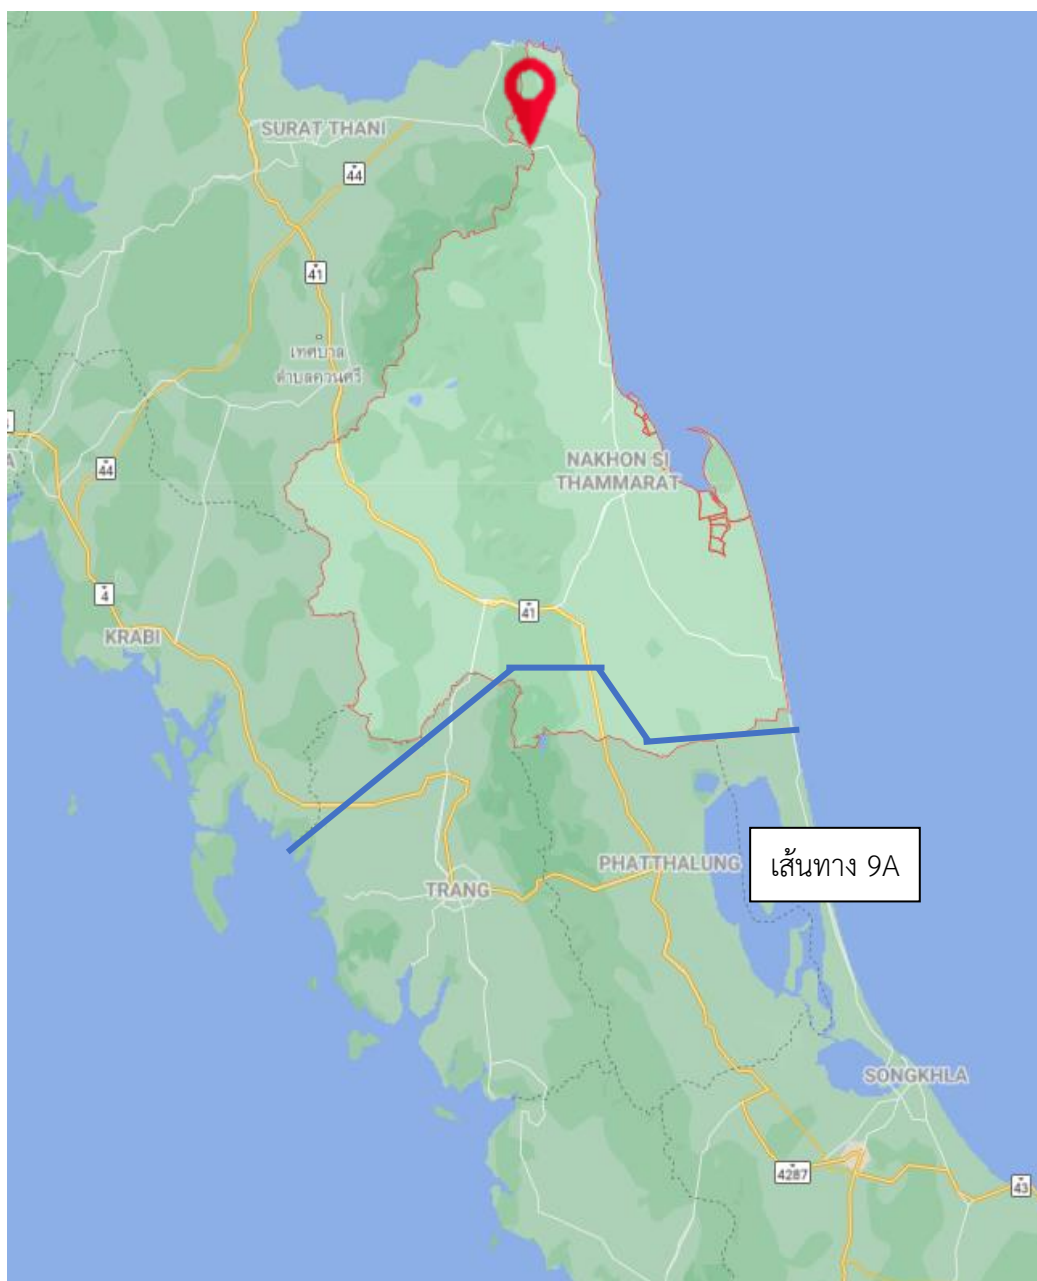 SURAT THANI
44
41
เทศบาล
ตำบลควนศรี
NAKHON SI
THAMMARAT
44
4
41
KRABI
PHATTHALUNG
เส้นทาง 9A
TRANG
SONGKHLA
4287
43